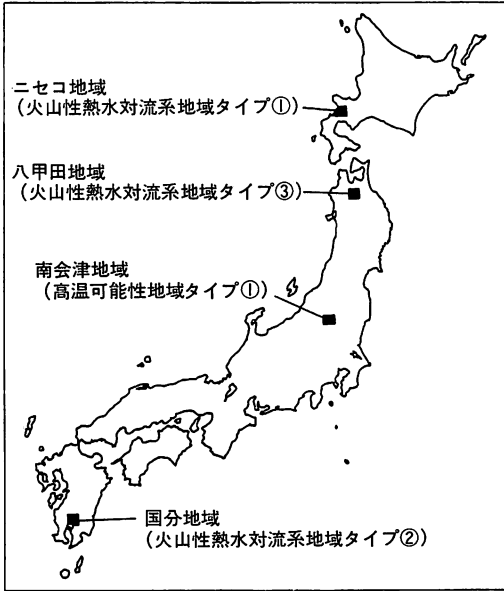 ニセコ地域
(火山性熱水対流系地域タイプ①)
八甲田地域
(火山性熱水対流系地域タイプ③)
南会津地域
(高温可能性地域タイプ①)
国分地域
(火山性熱水対流系地域タイプ②)